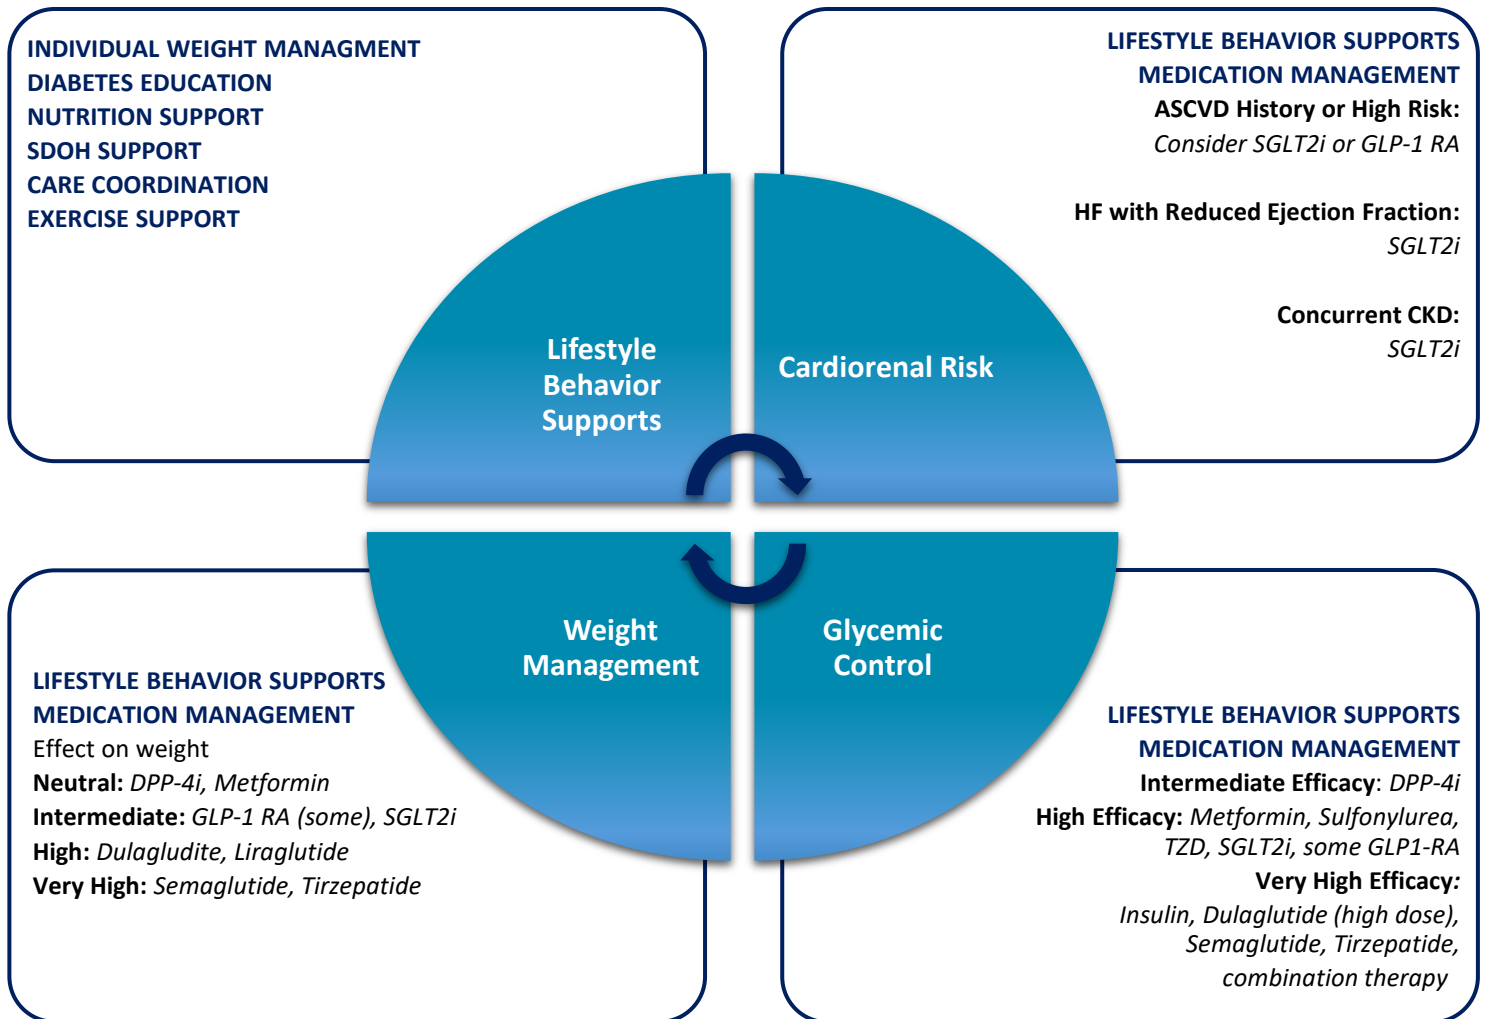 INDIVIDUAL WEIGHT MANAGMENT
DIABETES EDUCATION
NUTRITION SUPPORT
SDOH SUPPORT
CARE COORDINATION
EXERCISE SUPPORT
LIFESTYLE BEHAVIOR SUPPORTS
MEDICATION MANAGEMENT
ASCVD History or High Risk:
Consider SGLT2i or GLP-1 RA
HF with Reduced Ejection Fraction:
SGLT2i
Concurrent CKD:
SGLT2i
Lifestyle
Behavior
Supports
Cardiorenal Risk
Weight
Management
Glycemic
Control
LIFESTYLE BEHAVIOR SUPPORTS
MEDICATION MANAGEMENT
Effect on weight
Neutral: DPP-4i, Metformin
Intermediate: GLP-1 RA (some), SGLT2i
High: Dulagludite, Liraglutide
Very High: Semaglutide, Tirzepatide
LIFESTYLE BEHAVIOR SUPPORTS
MEDICATION MANAGEMENT
Intermediate Efficacy: DPP-4i
High Efficacy: Metformin, Sulfonylurea,
TZD, SGLT2i, some GLP1-RA
Very High Efficacy:
Insulin, Dulaglutide (high dose),
Semaglutide, Tirzepatide,
combination therapy